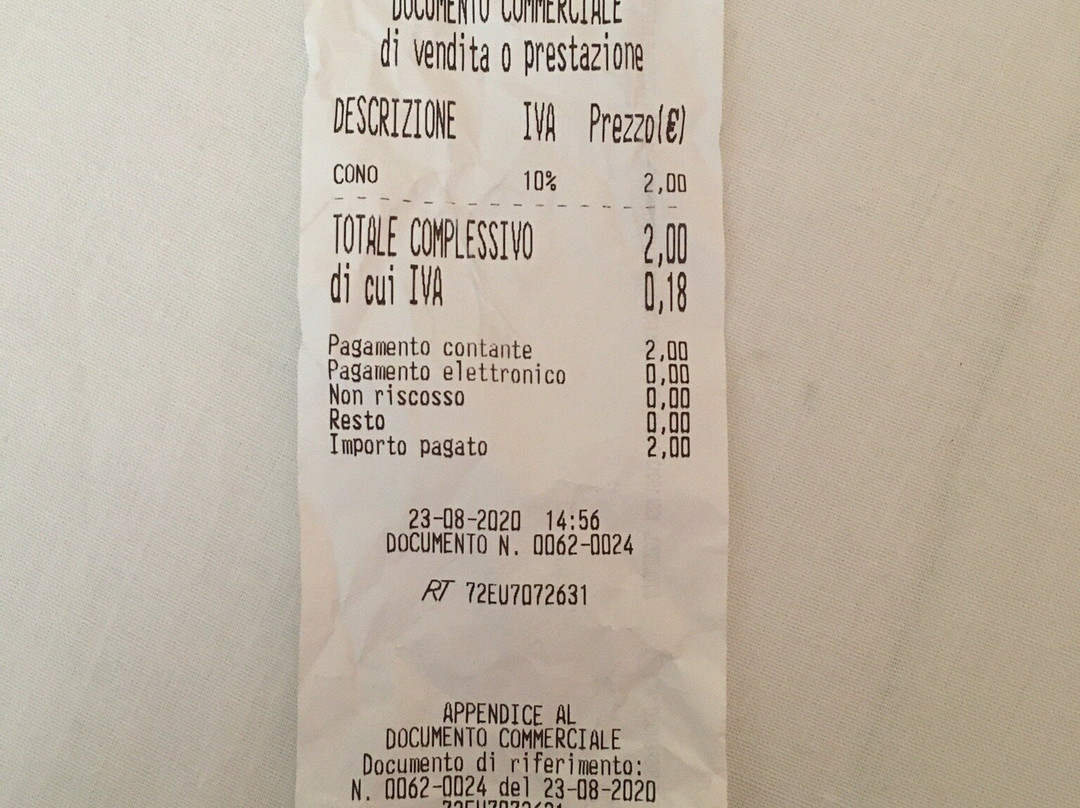 DOCUMENTO COMMERCIALE
di vendita o prestazione
DESCRIZIONE IVA Prezzo(€)
CONO 10% 2,00
TOTALE COMPLESSIVO 2,00
di cui IVA 0,18
Pagamento contante 2,00
Pagamento elettronico 0,00
Non riscosso 0,00
Resto 0,00
Importo pagato 2,00
23-08-2020 14:56
DOCUMENTO N. 0062-0024
RT 72EU7072631
APPENDICE AL
DOCUMENTO COMMERCIALE
Documento di riferimento:
N. 0062-0024 del 23-08-2020
72EU7072631